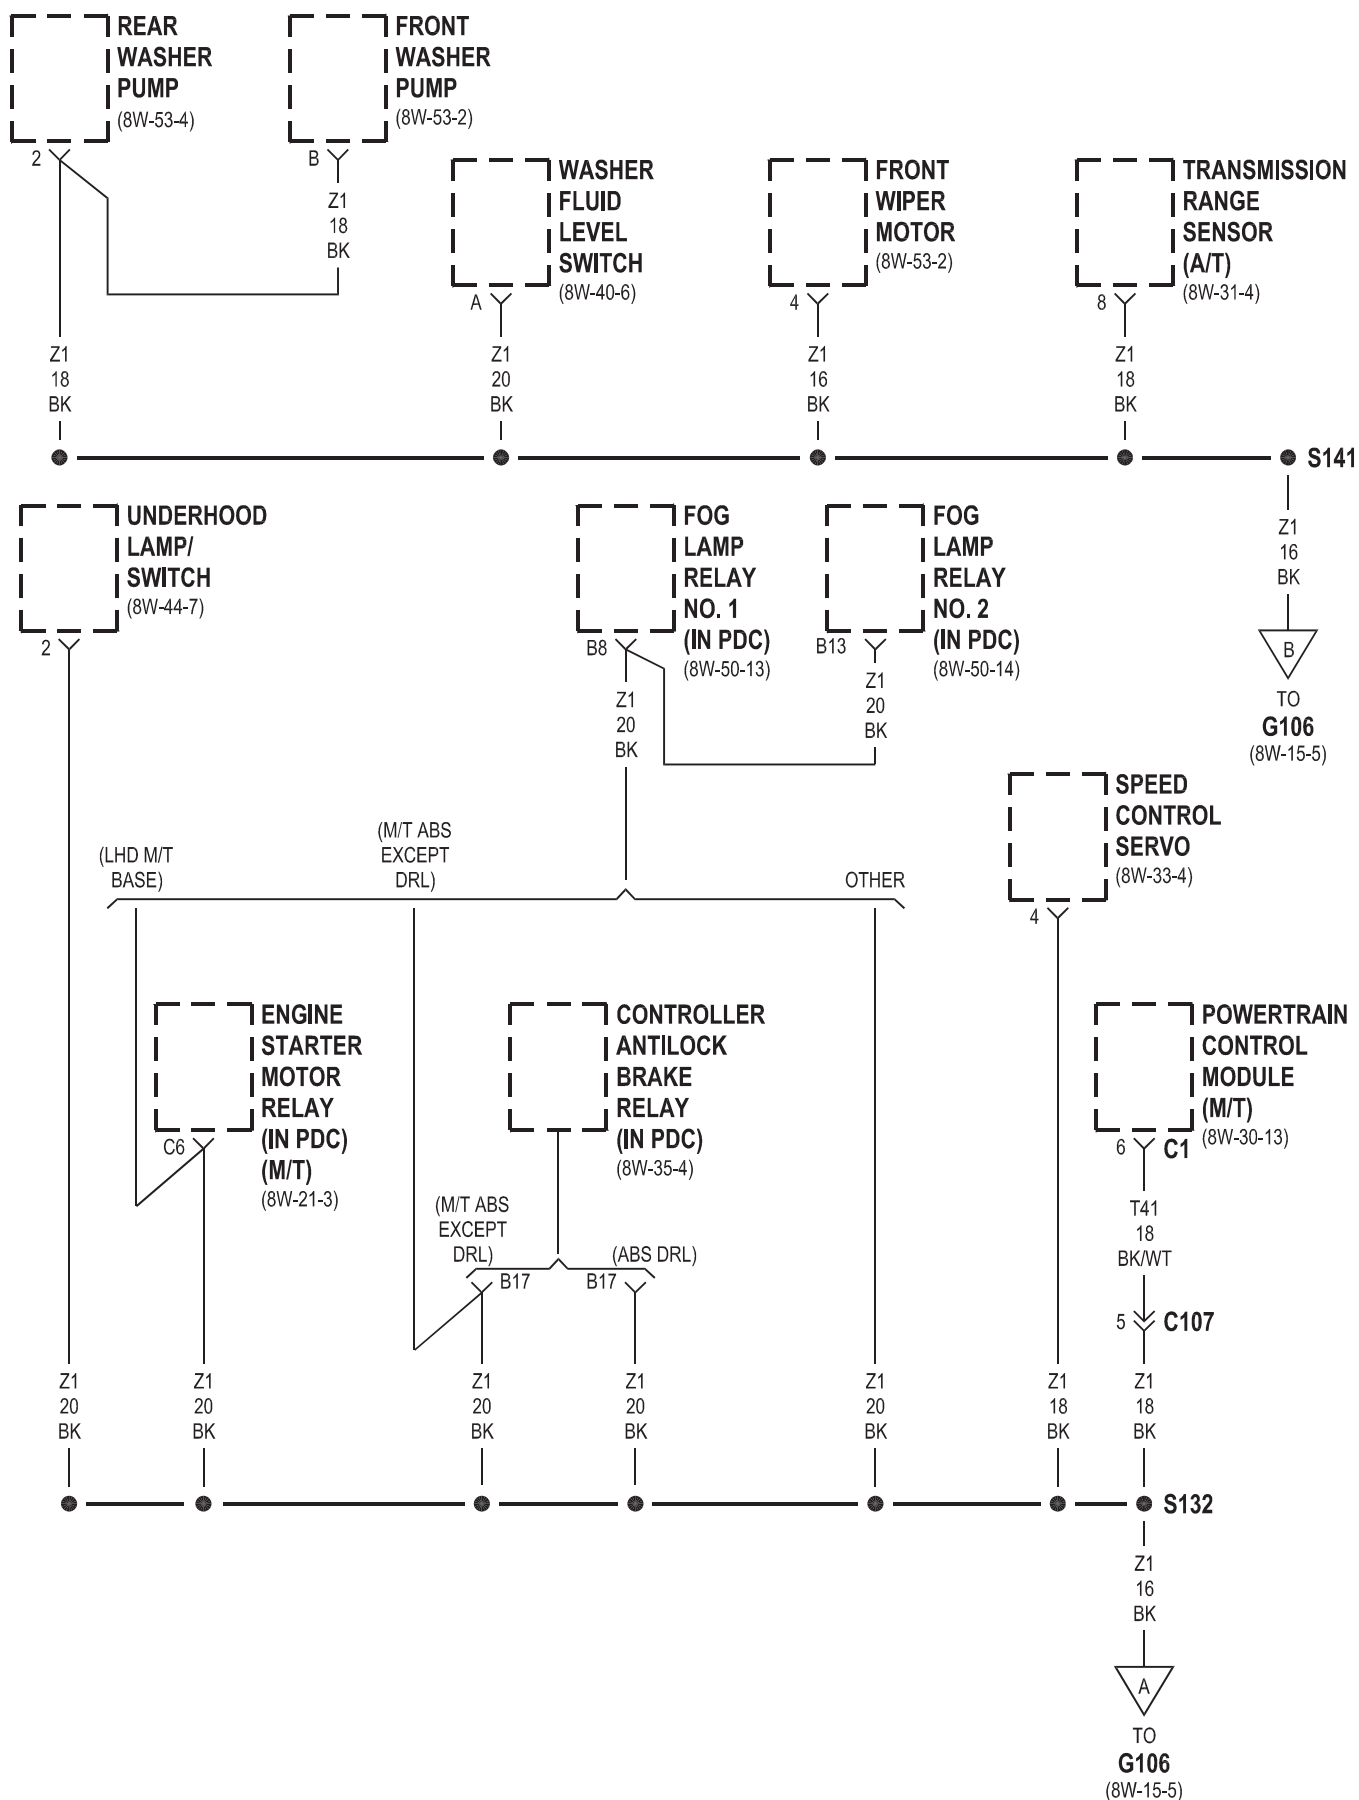 REAR
WASHER
PUMP
(8W-53-4)
2
FRONT
WASHER
PUMP
(8W-53-2)
B
Z1
18
BK
WASHER
FLUID
LEVEL
SWITCH
(8W-40-6)
A
FRONT
WIPER
MOTOR
(8W-53-2)
4
TRANSMISSION
RANGE
SENSOR
(A/T)
(8W-31-4)
8
Z1
18
BK
Z1
20
BK
Z1
16
BK
Z1
18
BK
S141
Z1
16
BK
B
TO
G106
(8W-15-5)
UNDERHOOD
LAMP/
SWITCH
(8W-44-7)
2
FOG
LAMP
RELAY
NO. 1
(IN PDC)
(8W-50-13)
B8
Z1
20
BK
FOG
LAMP
RELAY
NO. 2
(IN PDC)
(8W-50-14)
B13
Z1
20
BK
SPEED
CONTROL
SERVO
(8W-33-4)
4
(LHD M/T
BASE)
(M/T ABS
EXCEPT
DRL)
OTHER
ENGINE
STARTER
MOTOR
RELAY
(IN PDC)
(M/T)
(8W-21-3)
C6
CONTROLLER
ANTILOCK
BRAKE
RELAY
(IN PDC)
(8W-35-4)
(M/T ABS
EXCEPT
DRL)
(ABS DRL)
B17
B17
POWERTRAIN
CONTROL
MODULE
(M/T)
(8W-30-13)
6 C1
T41
18
BK/WT
5 C107
Z1
20
BK
Z1
20
BK
Z1
20
BK
Z1
20
BK
Z1
20
BK
Z1
18
BK
Z1
18
BK
S132
Z1
16
BK
A
TO
G106
(8W-15-5)